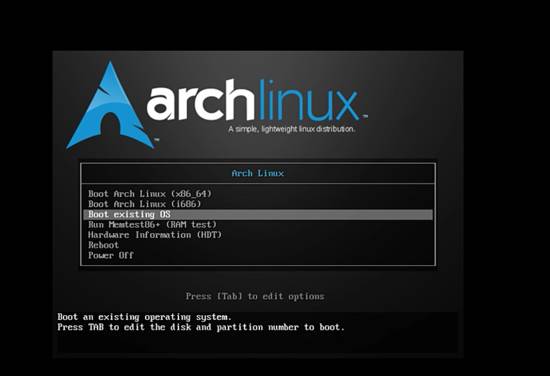 archlinux™
A simple, lightweight linux distribution.
™
Arch Linux
Boot Arch Linux (x86_64)
Boot Arch Linux (i686)
Boot existing OS
Run Memtest86+ (RAM test)
Hardware Information (HDT)
Reboot
Power Off
Press [Tab] to edit options
Boot an existing operating system.
Press TAB to edit the disk and partition number to boot.